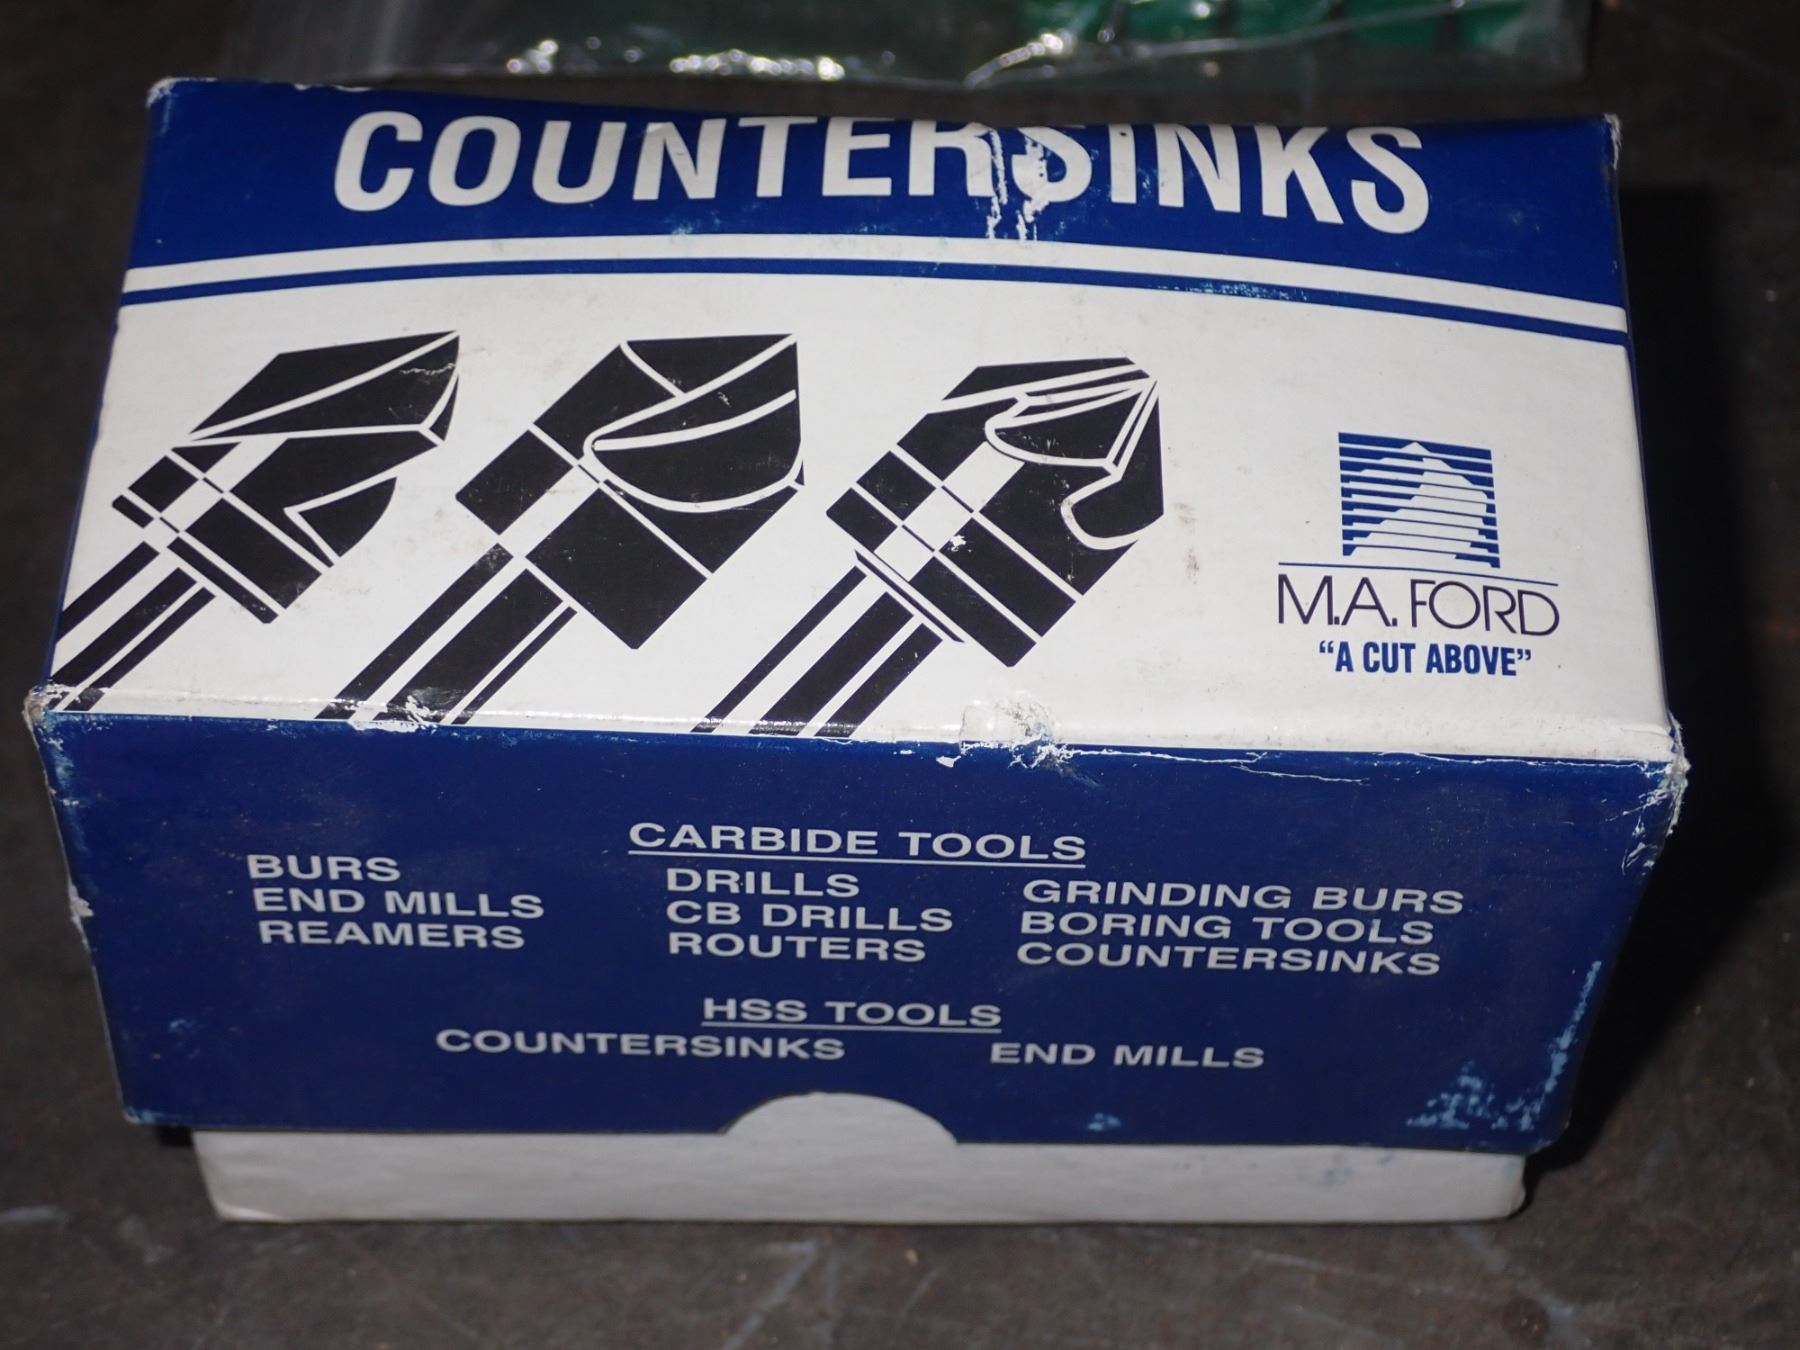 COUNTERSINKS
M.A. FORD
“A CUT ABOVE”
CARBIDE TOOLS
BURS DRILLS GRINDING BURS
END MILLS CB DRILLS BORING TOOLS
REAMERS ROUTERS COUNTERSINKS
HSS TOOLS
COUNTERSINKS END MILLS